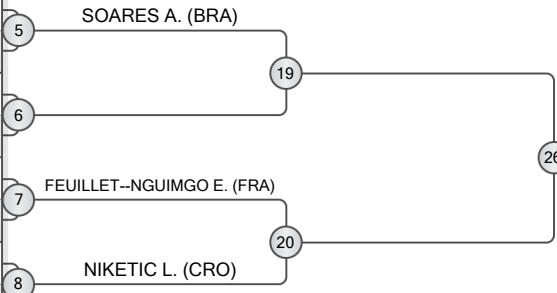 SOARES A. (BRA)
5
19
6
26
FEUILLET--NGUIMGO E. (FRA)
7
20
NIKETIC L. (CRO)
8